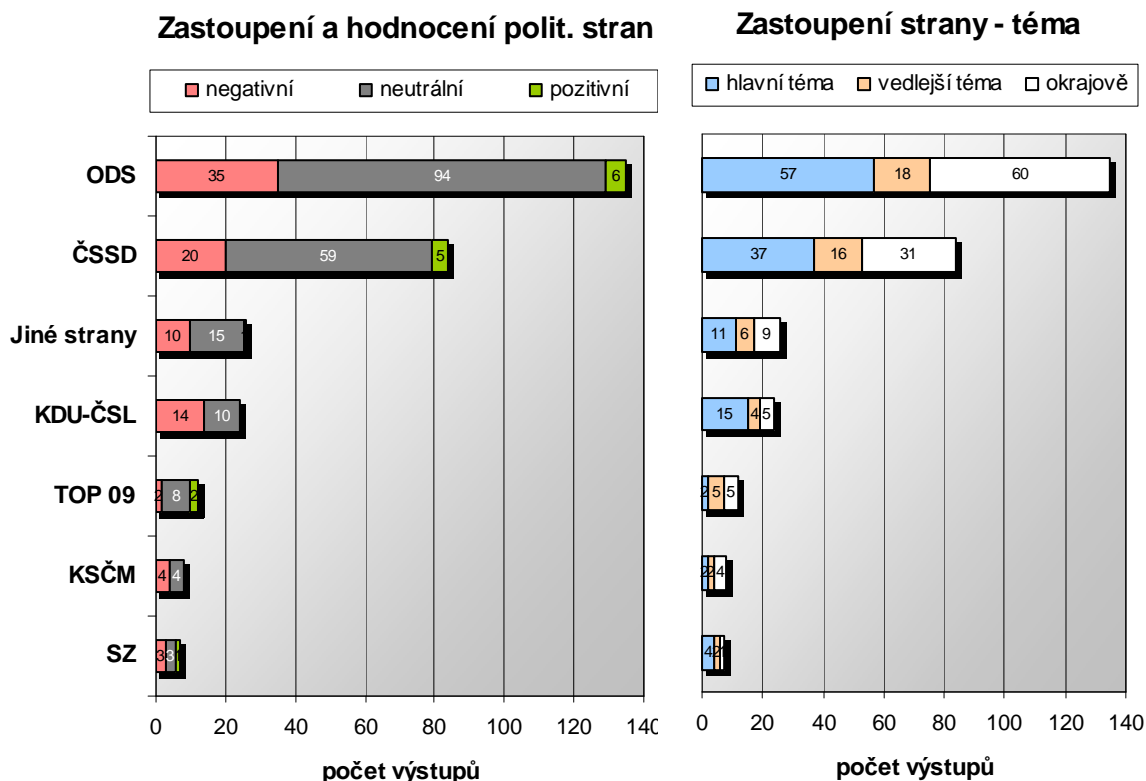 Zastoupení a hodnocení polit. stran
negativní neutrální pozitivní
ODS 35 94 6
ČSSD 20 59 5
Jiné strany 10 15 1
KDU-ČSL 14 10
TOP 09 2 8 2
KSČM 4 4
SZ 3 3 1
0 20 40 60 80 100 120 140
počet výstupů
Zastoupení strany - téma
hlavní téma vedlejší téma okrajově
57 18 60
37 16 31
11 6 9
15 4 5
2 5 5
2 2 4
4 2 1
0 20 40 60 80 100 120 140
počet výstupů